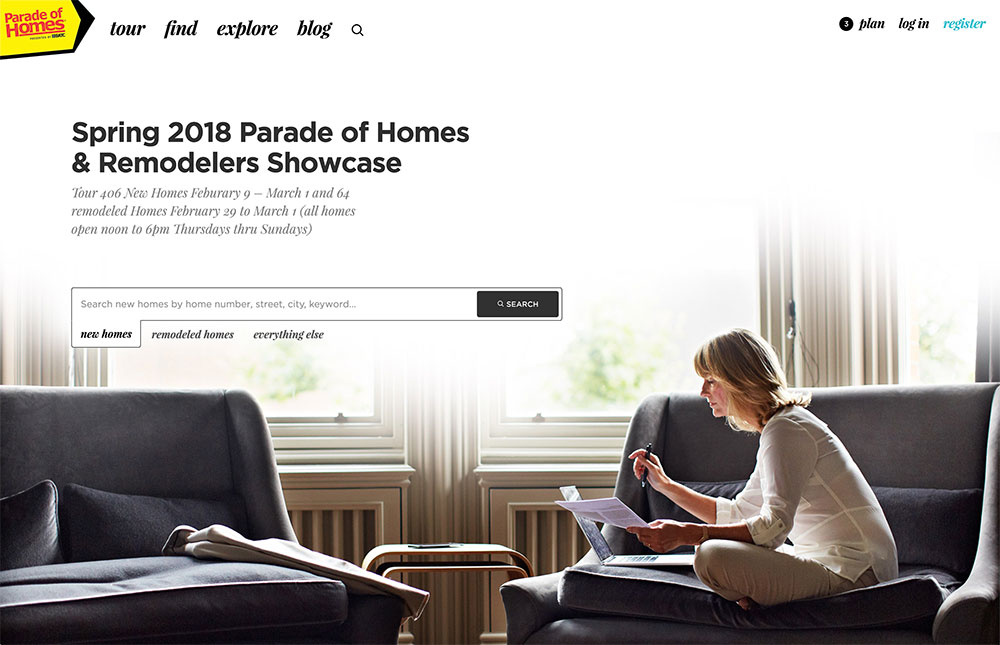 Parade of
Homes
PRESENTED BY BATC
tour find explore blog
3 plan log in register
Spring 2018 Parade of Homes
& Remodelers Showcase
Tour 406 New Homes Feburary 9 – March 1 and 64
remodeled Homes February 29 to March 1 (all homes
open noon to 6pm Thursdays thru Sundays)
Search new homes by home number, street, city, keyword...
SEARCH
new homes remodeled homes everything else